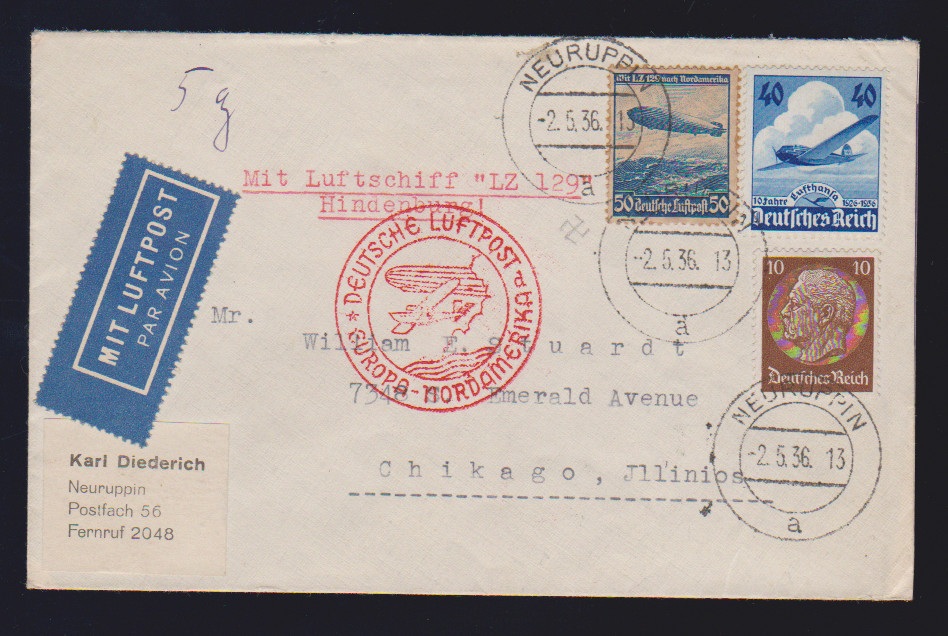 5 g
NEURUPPIN
-2.5.36. 13
a
Mit LZ 129 nach Nordamerika
50 Deutsche Luftpost 50
40 40
Lufthansa
10 Jahre 1926-1936
Deutsches Reich
Mit Luftschiff "LZ 129"
Hindenburg!
MIT LUFTPOST
PAR AVION
DEUTSCHE LUFTPOST
EUROPA-NORDAMERIKA
-2.5.36. 13
a
10 10
Deutsches Reich
Mr.
William E. Stuardt
7348 S. Emerald Avenue
Chikago, Jllinios
NEURUPPIN
-2.5.36. 13
a
Karl Diederich
Neuruppin
Postfach 56
Fernruf 2048